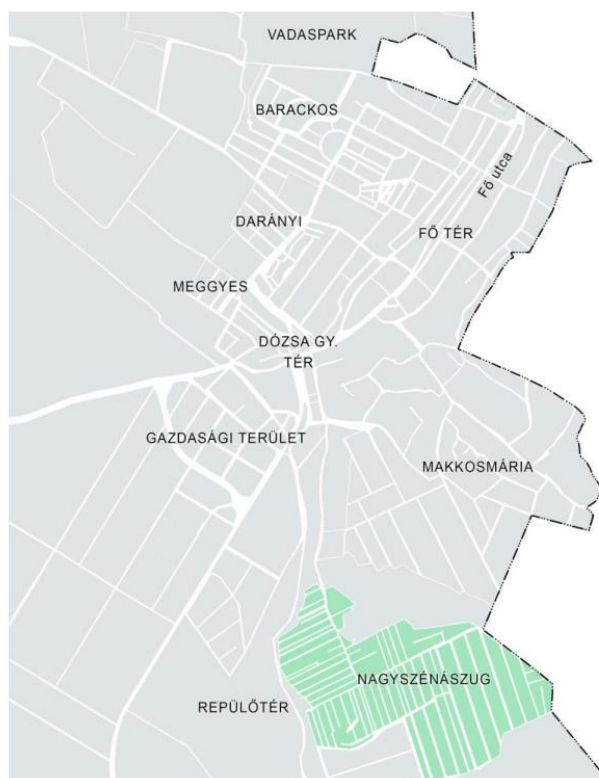 VADASPARK
BARACKOS
Fő utca
DARÁNYI
FŐ TÉR
MEGGYES
DÓZSA GY.
TÉR
GAZDASÁGI TERÜLET
MAKKOSMÁRIA
NAGYSZÉNÁSZUG
REPÜLŐTÉR